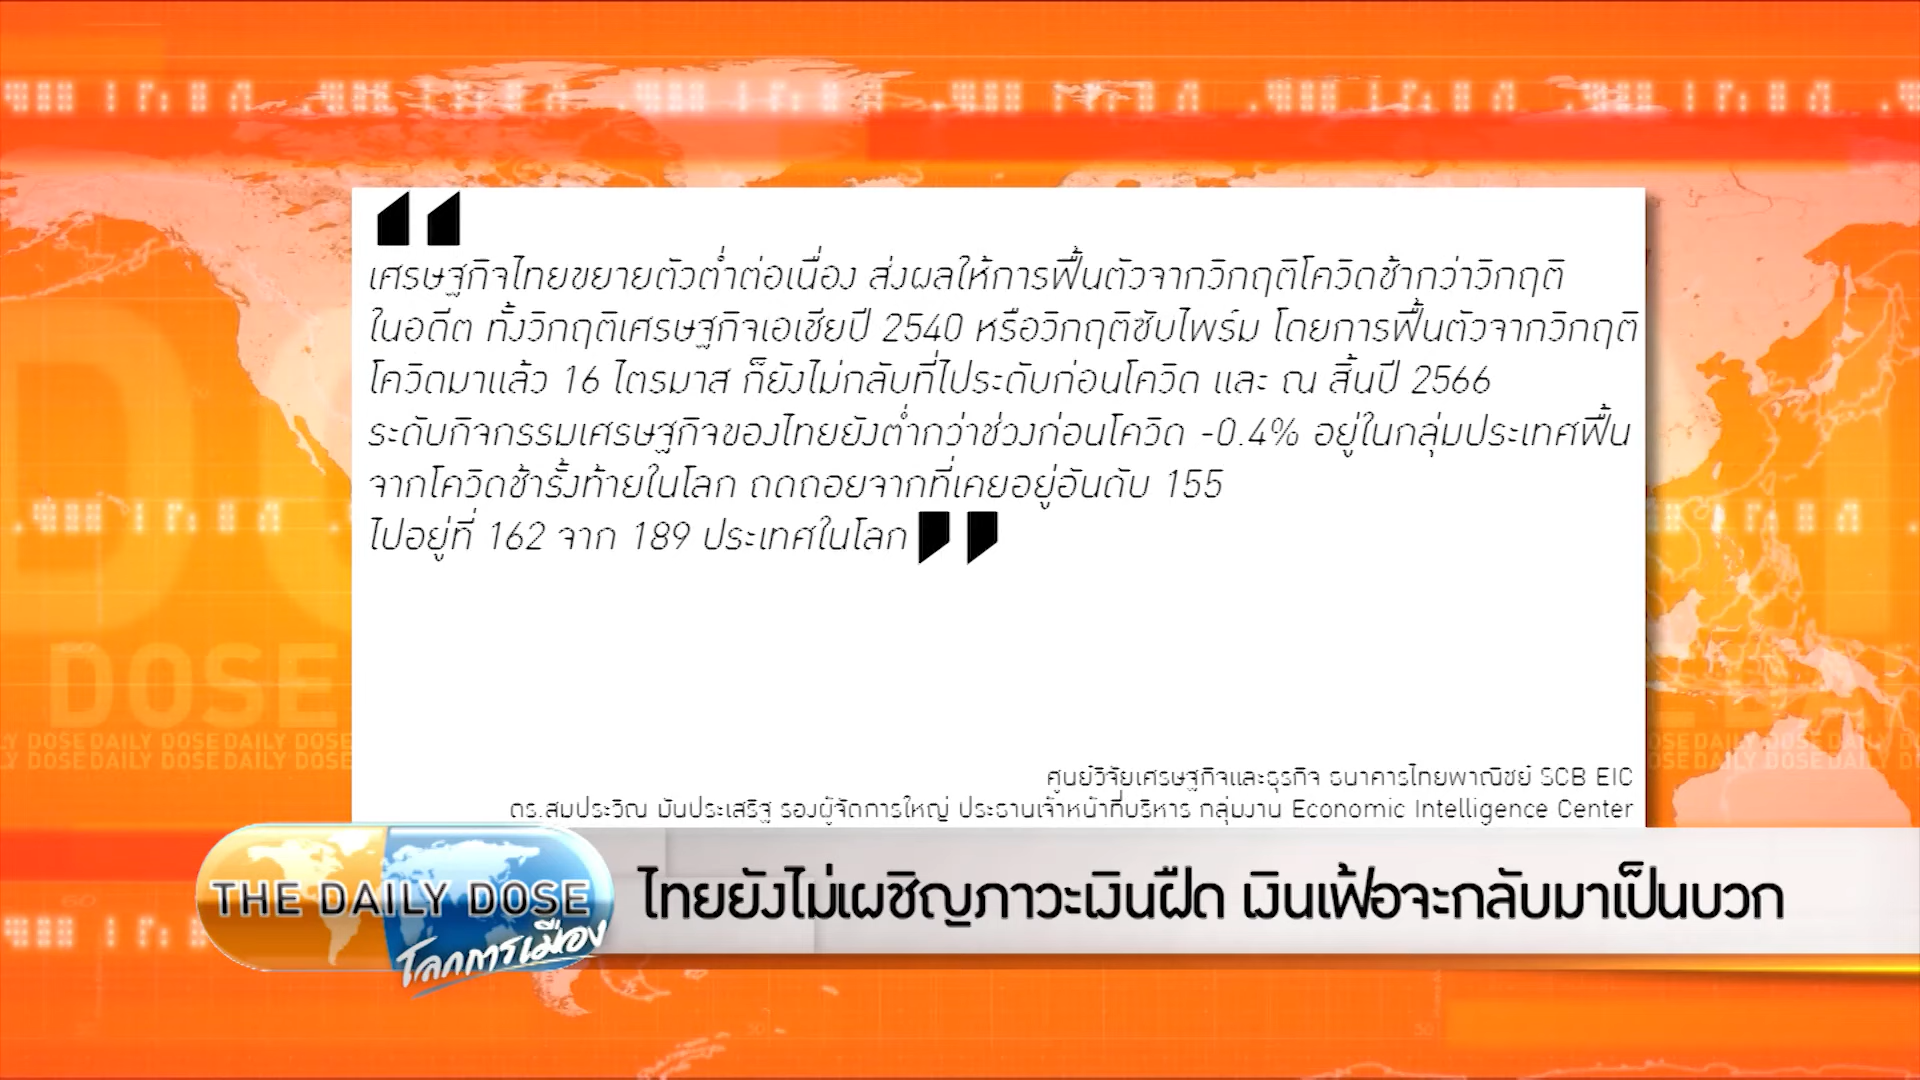 เศรษฐกิจไทยขยายตัวต่ำต่อเนื่อง ส่งผลให้การฟื้นตัวจากวิกฤติโควิดช้ากว่าวิกฤติ
ในอดีต ทั้งวิกฤติเศรษฐกิจเอเชียปี 2540 หรือวิกฤติซับไพร์ม โดยการฟื้นตัวจากวิกฤติ
โควิดมาแล้ว 16 ไตรมาส ก็ยังไม่กลับที่ไประดับก่อนโควิด และ ณ สิ้นปี 2566
ระดับกิจกรรมเศรษฐกิจของไทยยังต่ำกว่าช่วงก่อนโควิด -0.4% อยู่ในกลุ่มประเทศฟื้น
จากโควิดช้ารั้งท้ายในโลก ถดถอยจากที่เคยอยู่อันดับ 155
ไปอยู่ที่ 162 จาก 189 ประเทศในโลก
DOSE
DAILY DOSE DAILY DOSE
DAILY DOSE DAILY DOSE
ศูนย์วิจัยเศรษฐกิจและธุรกิจ ธนาคารไทยพาณิชย์ SCB EIC
ดร.สมประวิณ มันประเสริฐ รองผู้จัดการใหญ่ ประธานเจ้าหน้าที่บริหาร กลุ่มงาน Economic Intelligence Center
THE DAILY DOSE
โลกการเมือง
ไทยยังไม่เผชิญภาวะเงินฝืด เงินเฟ้อจะกลับมาเป็นบวก